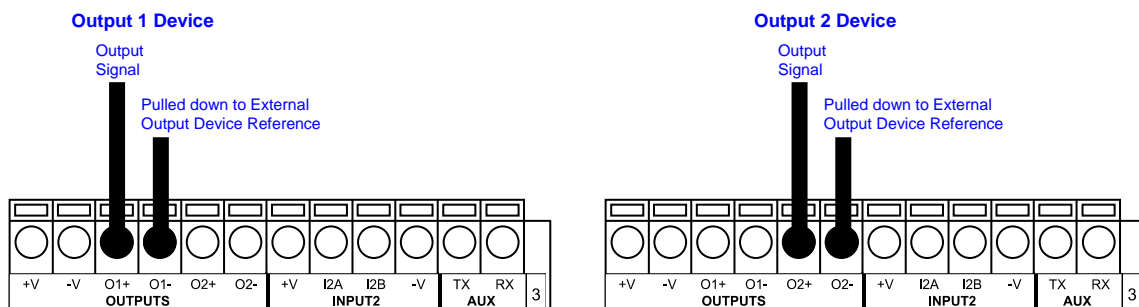 Output 1 Device
Output
Signal
Pulled down to External
Output Device Reference
+V -V O1+ O1- O2+ O2- +V I2A I2B -V TX RX
OUTPUTS INPUT2 AUX 3
Output 2 Device
Output
Signal
Pulled down to External
Output Device Reference
+V -V O1+ O1- O2+ O2- +V I2A I2B -V TX RX
OUTPUTS INPUT2 AUX 3